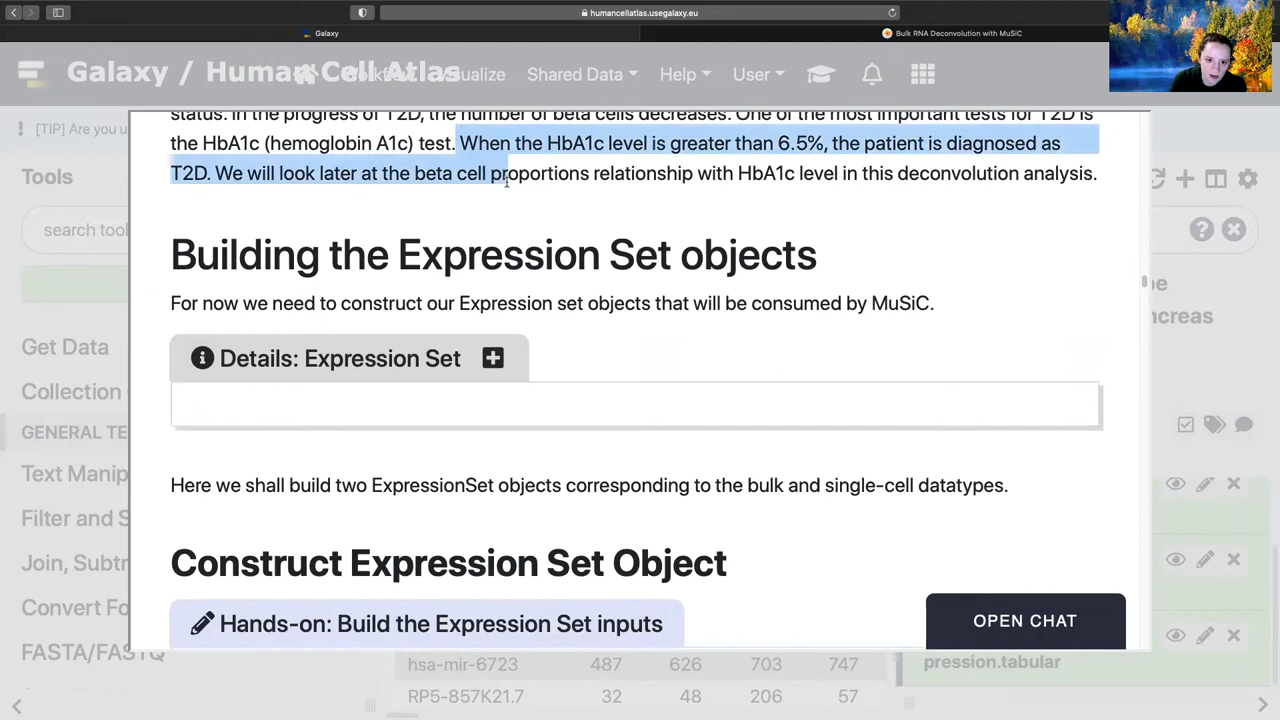 humancellatlas.usegalaxy.eu
Galaxy
Bulk RNA Deconvolution with MuSiC
Galaxy / Human Cell Atlas
Visualize
Shared Data
Help
User
[TIP] Are you u
status. In the progress of T2D, the number of beta cells decreases. One of the most important tests for T2D is
the HbA1c (hemoglobin A1c) test. When the HbA1c level is greater than 6.5%, the patient is diagnosed as
T2D. We will look later at the beta cell proportions relationship with HbA1c level in this deconvolution analysis.
Tools
search tool
Building the Expression Set objects
For now we need to construct our Expression set objects that will be consumed by MuSiC.
Get Data
Details: Expression Set
Collection
GENERAL TE
Text Manip
Here we shall build two ExpressionSet objects corresponding to the bulk and single-cell datatypes.
Filter and S
Join, Subtr
Construct Expression Set Object
Convert Fo
Hands-on: Build the Expression Set inputs
OPEN CHAT
FASTA/FASTQ
hsa-mir-6723 487 626 703 747
RP5-857K21.7 32 48 206 57
pression.tabular